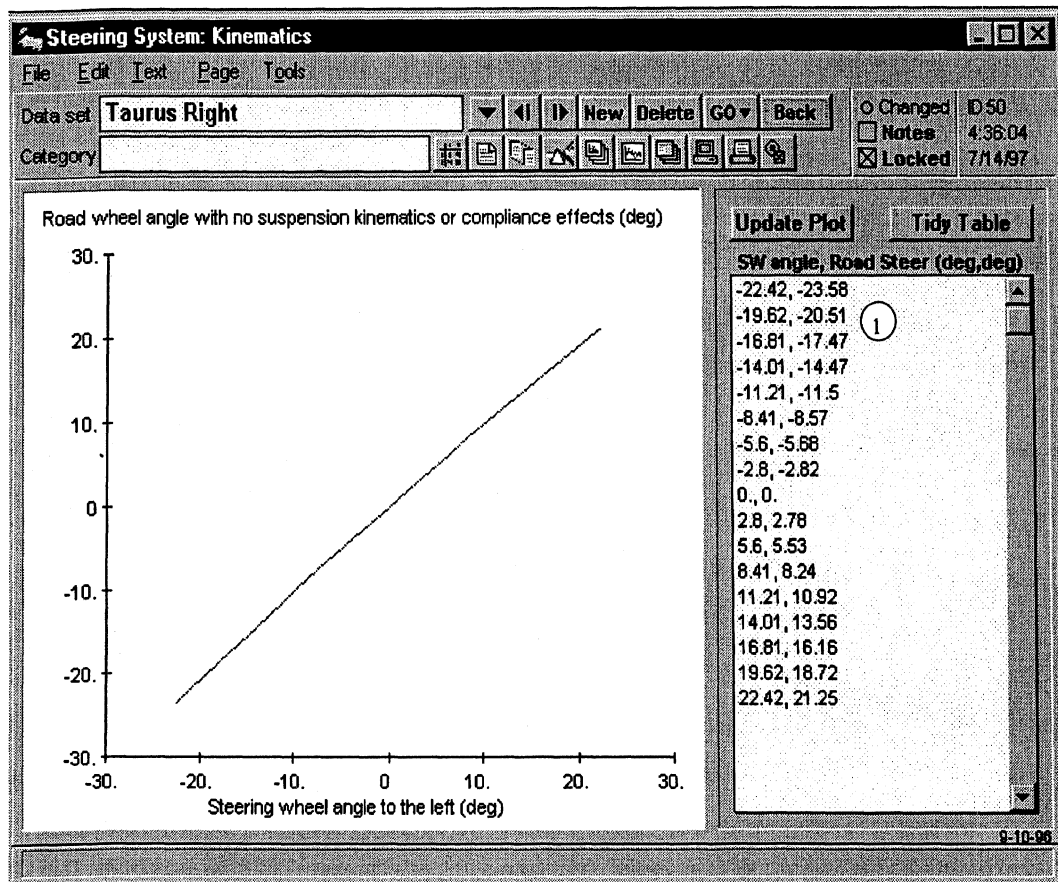 Steering System: Kinematics
File Edit Text Page Tools
Data set Taurus Right New Delete GO Back Changed ID 50
Notes 4:36:04
Category Locked 7/14/97
Road wheel angle with no suspension kinematics or compliance effects (deg)
30.
20.
10.
0
-10.
-20.
-30.
-30. -20. -10. 0 10. 20. 30.
Steering wheel angle to the left (deg)
Update Plot Tidy Table
SW angle, Road Steer (deg,deg)
-22.42, -23.58
-19.62, -20.51
1
-16.81, -17.47
-14.01, -14.47
-11.21, -11.5
-8.41, -8.57
-5.6, -5.68
-2.8, -2.82
0., 0.
2.8, 2.78
5.6, 5.53
8.41, 8.24
11.21, 10.92
14.01, 13.56
16.81, 16.16
19.62, 18.72
22.42, 21.25
9-10-96